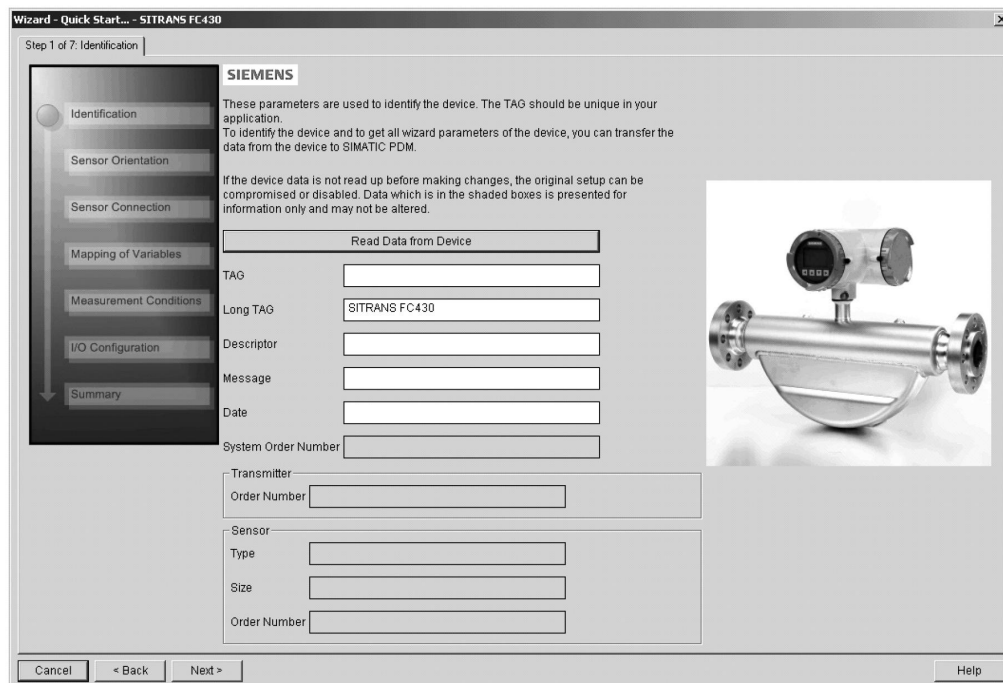 Wizard - Quick Start... - SITRANS FC430
Step 1 of 7: Identification
Identification
Sensor Orientation
Sensor Connection
Mapping of Variables
Measurement Conditions
I/O Configuration
Summary
SIEMENS
These parameters are used to identify the device. The TAG should be unique in your
application.
To identify the device and to get all wizard parameters of the device, you can transfer the
data from the device to SIMATIC PDM.
If the device data is not read up before making changes, the original setup can be
compromised or disabled. Data which is in the shaded boxes is presented for
information only and may not be altered.
Read Data from Device
TAG
Long TAG SITRANS FC430
Descriptor
Message
Date
System Order Number
Transmitter
Order Number
Sensor
Type
Size
Order Number
Cancel < Back Next > Help